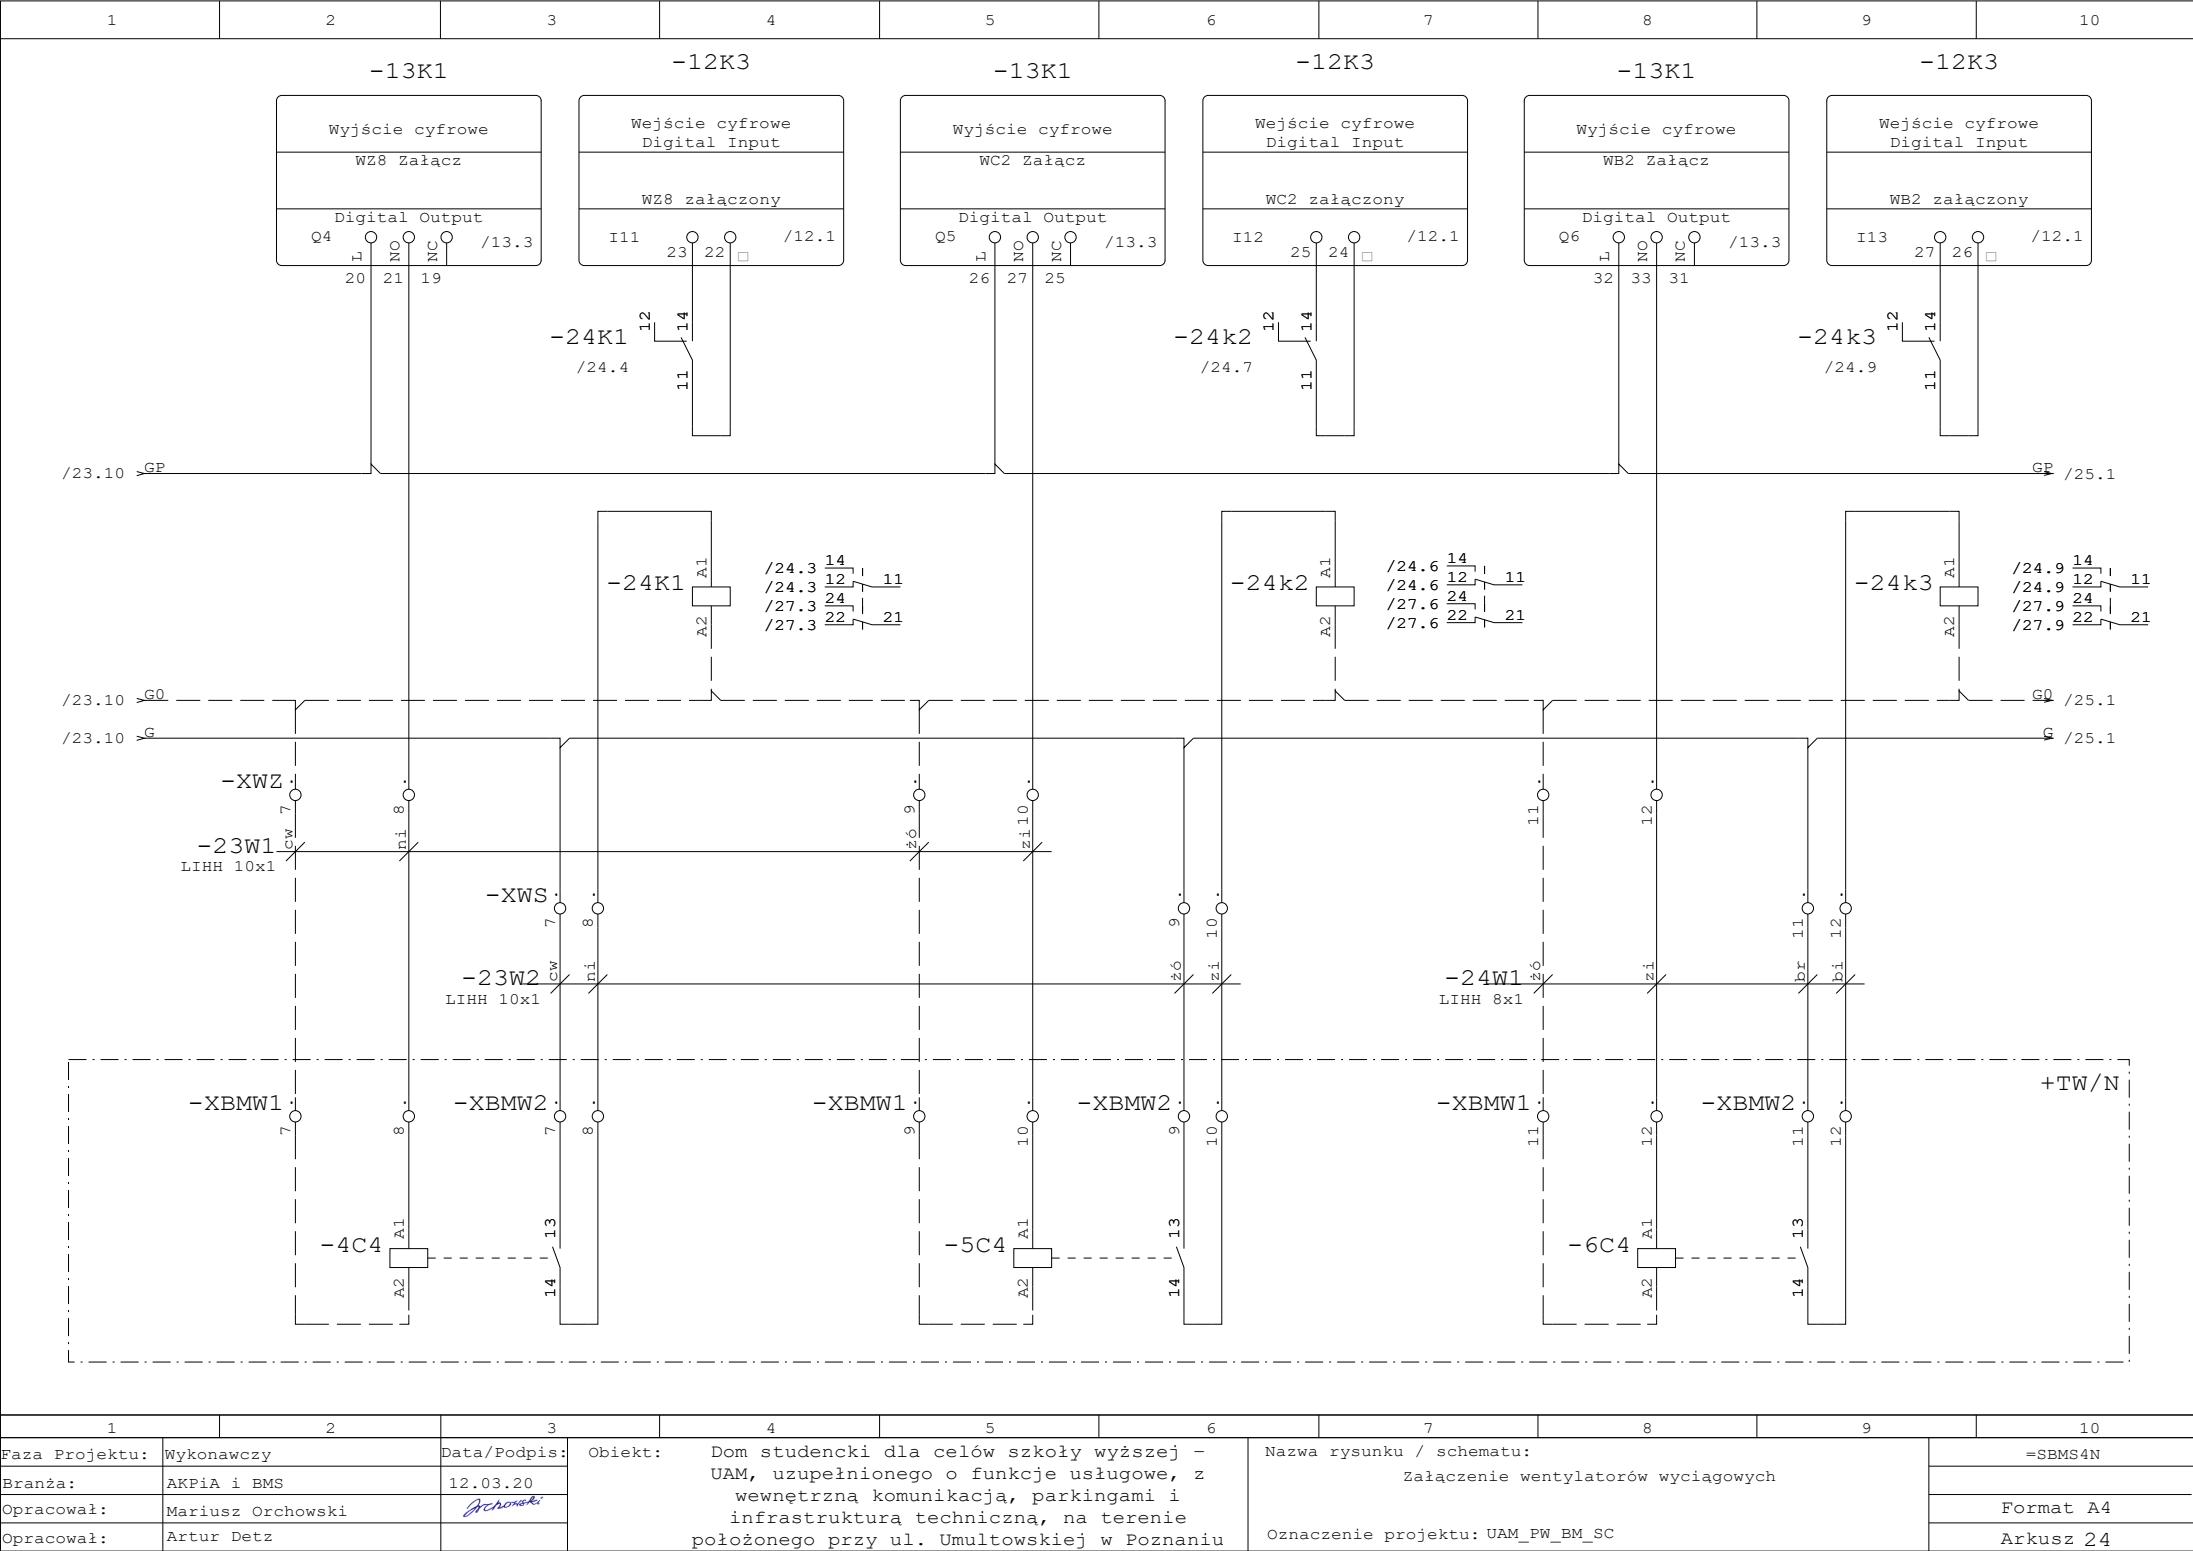 1 2 3 4 5 6 7 8 9 10
-13K1
-12K3
-13K1
-12K3
-13K1
-12K3
Wyjście cyfrowe
WZ8 Załącz
Digital Output
Q4 L NO NC /13.3
20 21 19
Wejście cyfrowe
Digital Input
WZ8 załączony
I11 23 22 /12.1
Wyjście cyfrowe
WC2 Załącz
Digital Output
Q5 L NO NC /13.3
26 27 25
Wejście cyfrowe
Digital Input
WC2 załączony
I12 25 24 /12.1
Wyjście cyfrowe
WB2 Załącz
Digital Output
Q6 L NO NC /13.3
32 33 31
Wejście cyfrowe
Digital Input
WB2 załączony
I13 27 26 /12.1
-24K1 12 14
/24.4 11
-24k2 12 14
/24.7 11
-24k3 12 14
/24.9 11
/23.10 GP GP /25.1
-24K1 A1 A2
/24.3 14
/24.3 12 11
/27.3 24
/27.3 22 21
-24k2 A1 A2
/24.6 14
/24.6 12 11
/27.6 24
/27.6 22 21
-24k3 A1 A2
/24.9 14
/24.9 12 11
/27.9 24
/27.9 22 21
/23.10 G0 G0 /25.1
/23.10 G G /25.1
-XWZ 7 8 9 10 11 12
-23W1 cw ni żó zi
LIHH 10x1
-XWS 7 8 9 10 11 12
-23W2 cw ni żó zi
LIHH 10x1
-24W1 żó zi br bi
LIHH 8x1
+TW/N
-XBMW1 7 8
-XBMW2 7 8
-XBMW1 9 10
-XBMW2 9 10
-XBMW1 11 12
-XBMW2 11 12
-4C4 A1 A2 13 14
-5C4 A1 A2 13 14
-6C4 A1 A2 13 14
1 2 3 4 5 6 7 8 9 10
Faza Projektu: Wykonawczy Data/Podpis:
Branża: AKPiA i BMS 12.03.20
Opracował: Mariusz Orchowski Orchowski
Opracował: Artur Detz
Obiekt: Dom studencki dla celów szkoły wyższej -
UAM, uzupełnionego o funkcje usługowe, z
wewnętrzną komunikacją, parkingami i
infrastrukturą techniczną, na terenie
położonego przy ul. Umultowskiej w Poznaniu
Nazwa rysunku / schematu:
Załączenie wentylatorów wyciągowych
Oznaczenie projektu: UAM_PW_BM_SC
=SBMS4N
Format A4
Arkusz 24